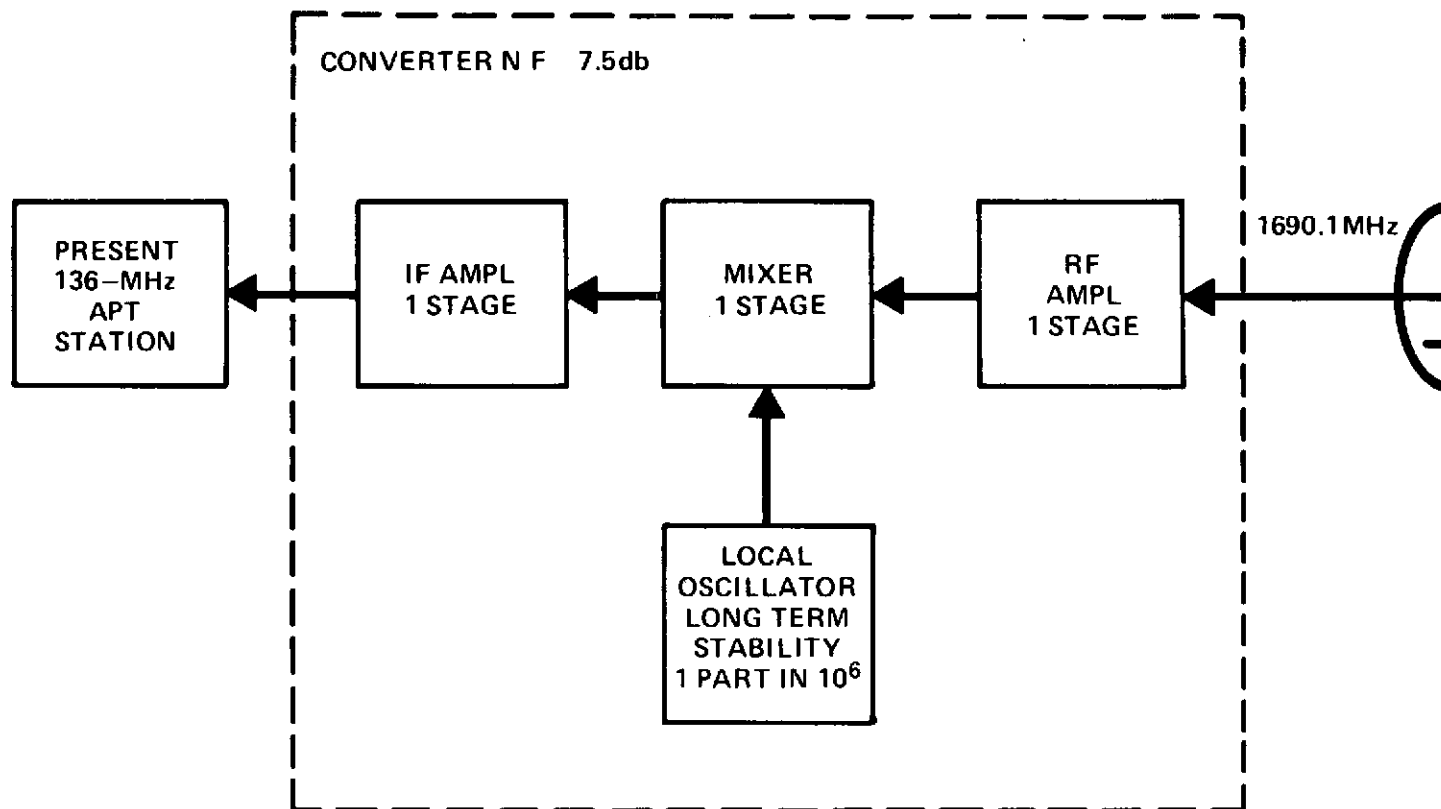 CONVERTER N F 7.5db
PRESENT
136–MHz
APT
STATION
IF AMPL
1 STAGE
MIXER
1 STAGE
RF
AMPL
1 STAGE
1690.1MHz
LOCAL
OSCILLATOR
LONG TERM
STABILITY
1 PART IN 10⁶